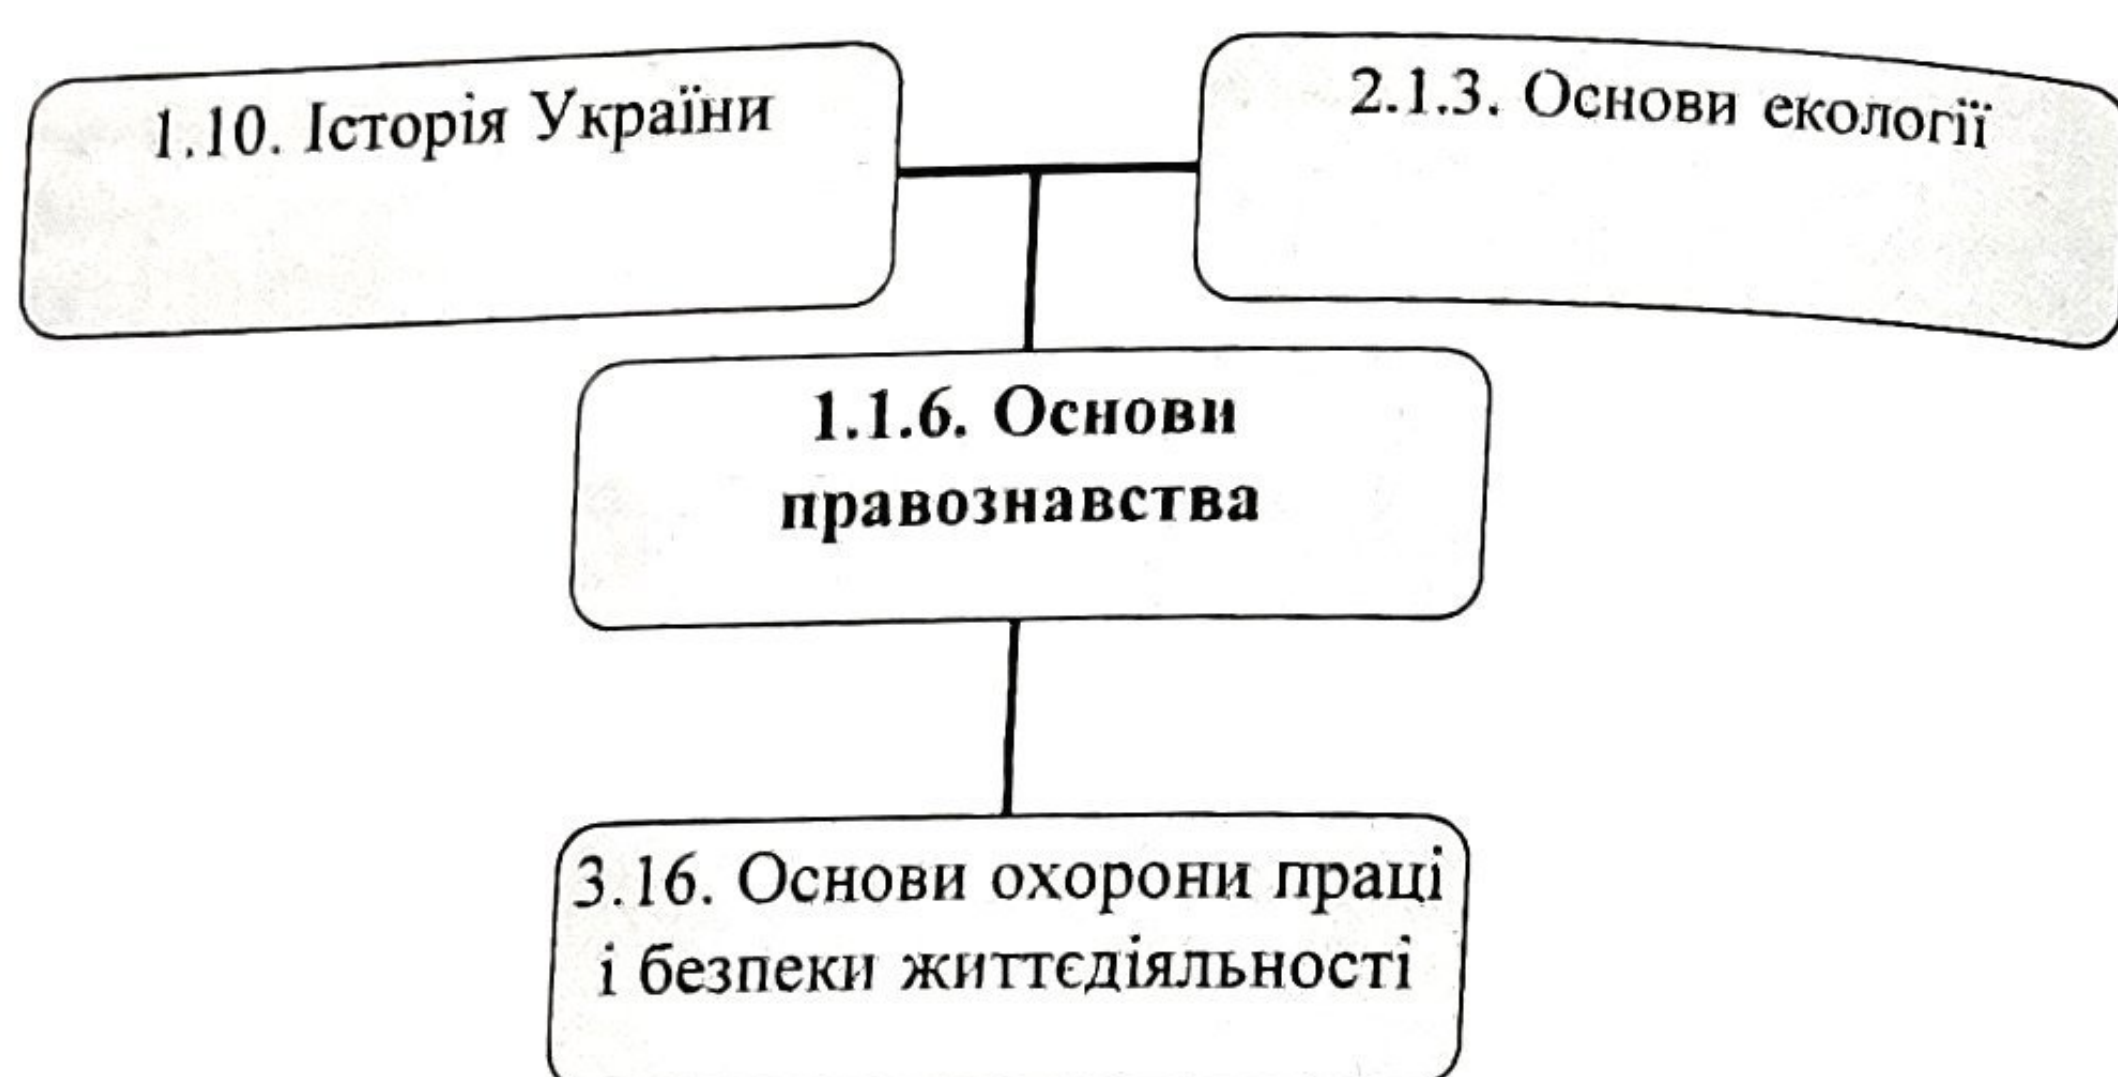 1.10. Історія України
2.1.3. Основи екології
1.1.6. Основи
правознавства
3.16. Основи охорони праці
і безпеки життєдіяльності